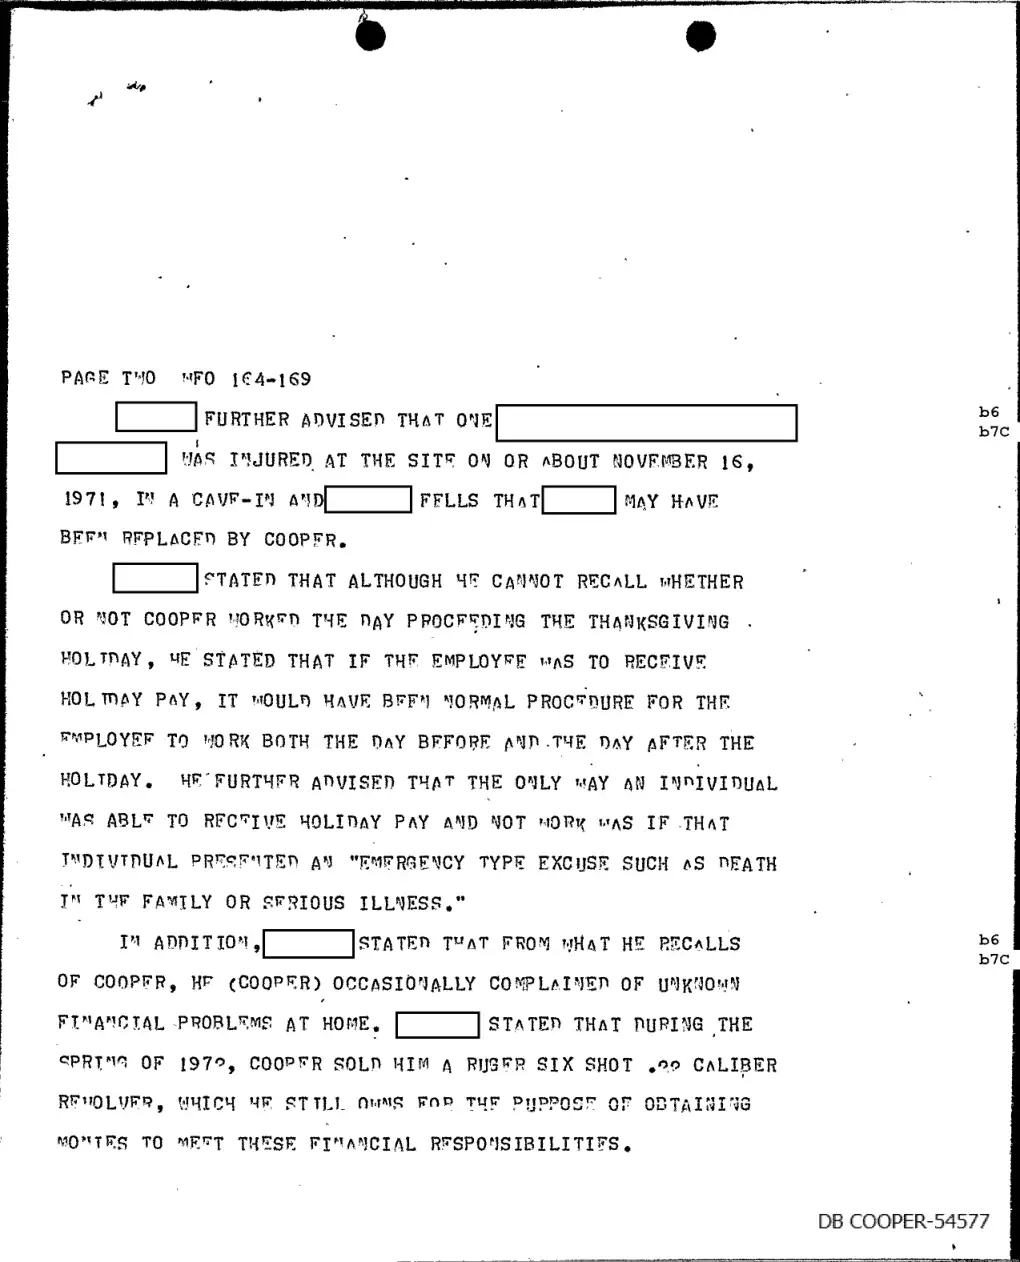 PAGE TWO WFO 164-169
FURTHER ADVISED THAT ONE
b6
b7C
WAS INJURED AT THE SITE ON OR ABOUT NOVEMBER 16,
1971, IN A CAVE-IN AND FEELS THAT MAY HAVE
BEEN REPLACED BY COOPER.
STATED THAT ALTHOUGH HE CANNOT RECALL WHETHER
OR NOT COOPER WORKED THE DAY PROCEEDING THE THANKSGIVING
HOLIDAY, HE STATED THAT IF THE EMPLOYEE WAS TO RECEIVE
HOLIDAY PAY, IT WOULD HAVE BEEN NORMAL PROCEDURE FOR THE
EMPLOYEE TO WORK BOTH THE DAY BEFORE AND THE DAY AFTER THE
HOLIDAY. HE FURTHER ADVISED THAT THE ONLY WAY AN INDIVIDUAL
WAS ABLE TO RECEIVE HOLIDAY PAY AND NOT WORK WAS IF THAT
INDIVIDUAL PRESENTED AN "EMERGENCY TYPE EXCUSE SUCH AS DEATH
IN THE FAMILY OR SERIOUS ILLNESS."
IN ADDITION, STATED THAT FROM WHAT HE RECALLS
b6
b7C
OF COOPER, HE (COOPER) OCCASIONALLY COMPLAINED OF UNKNOWN
FINANCIAL PROBLEMS AT HOME. STATED THAT DURING THE
SPRING OF COOPER SOLD HIM A RUGER SIX SHOT CALIBER
REVOLVER, WHICH HE STILL OWNS FOR THE PURPOSE OF OBTAINING
MONIES TO MEET THESE FINANCIAL RESPONSIBILITIES.
DB COOPER-54577